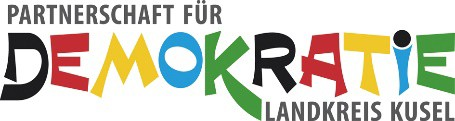 PARTNERSCHAFT FÜR
DEMOKRATIE
LANDKREIS KUSEL